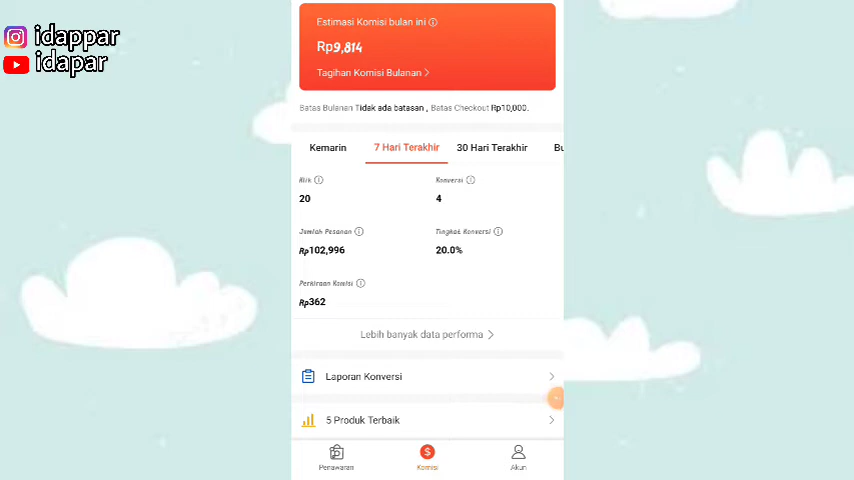 idappar
idapar
Estimasi Komisi bulan ini
Rp9,814
Tagihan Komisi Bulanan >
Batas Bulanan Tidak ada batasan , Batas Checkout Rp10,000.
Kemarin 7 Hari Terakhir 30 Hari Terakhir Bu
Klik Konversi
20 4
Jumlah Pesanan Tingkat Konversi
Rp102,996 20.0%
Perkiraan Komisi
Rp362
Lebih banyak data performa >
Laporan Konversi >
5 Produk Terbaik >
Penawaran Komisi Akun